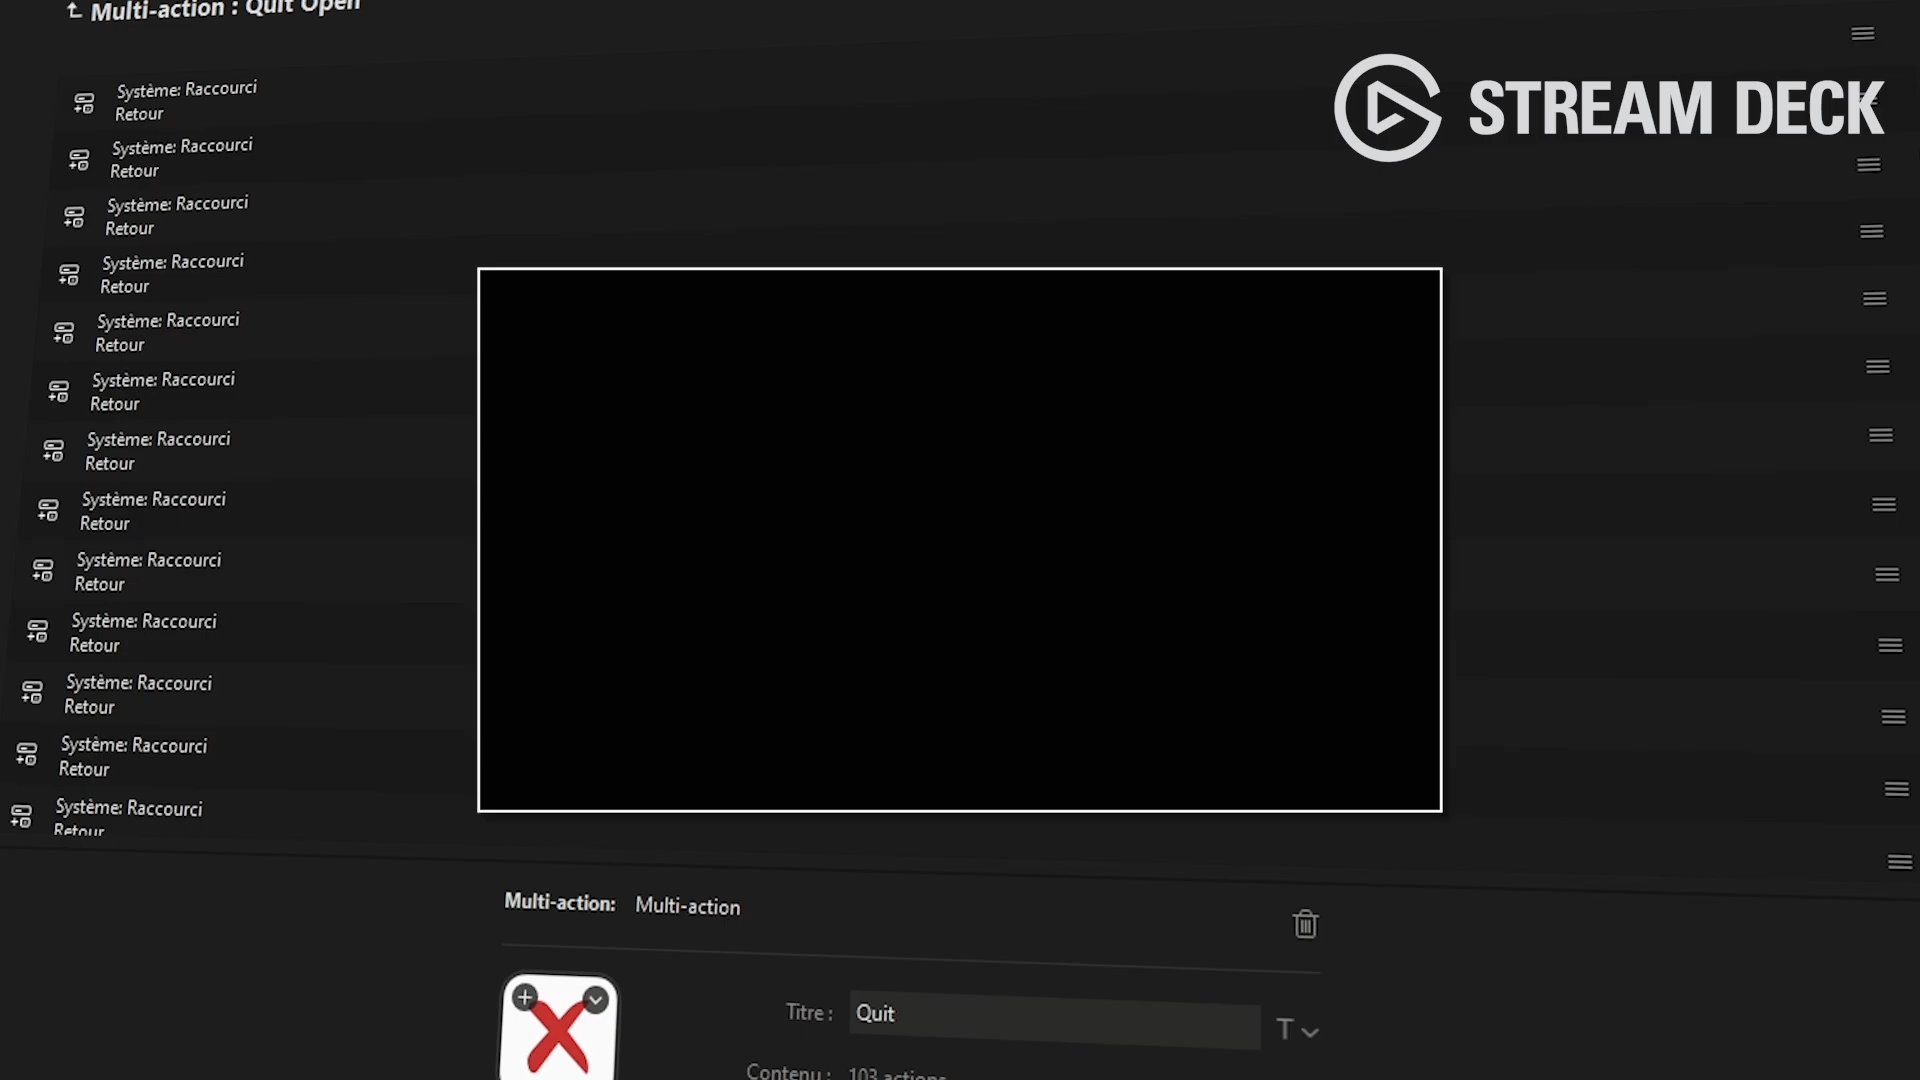 Multi-action : Quit Open
STREAM DECK
Système: Raccourci
Retour
Système: Raccourci
Retour
Système: Raccourci
Retour
Système: Raccourci
Retour
Système: Raccourci
Retour
Système: Raccourci
Retour
Système: Raccourci
Retour
Système: Raccourci
Retour
Système: Raccourci
Retour
Système: Raccourci
Retour
Système: Raccourci
Retour
Système: Raccourci
Retour
Système: Raccourci
Retour
Multi-action: Multi-action
Titre : Quit
T
Contenu : 103 actions